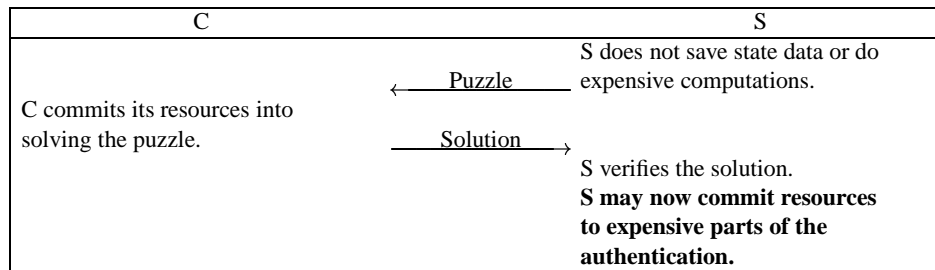 C S
S does not save state data or do
Puzzle expensive computations.
C commits its resources into
solving the puzzle.
Solution
S verifies the solution.
S may now commit resources
to expensive parts of the
authentication.